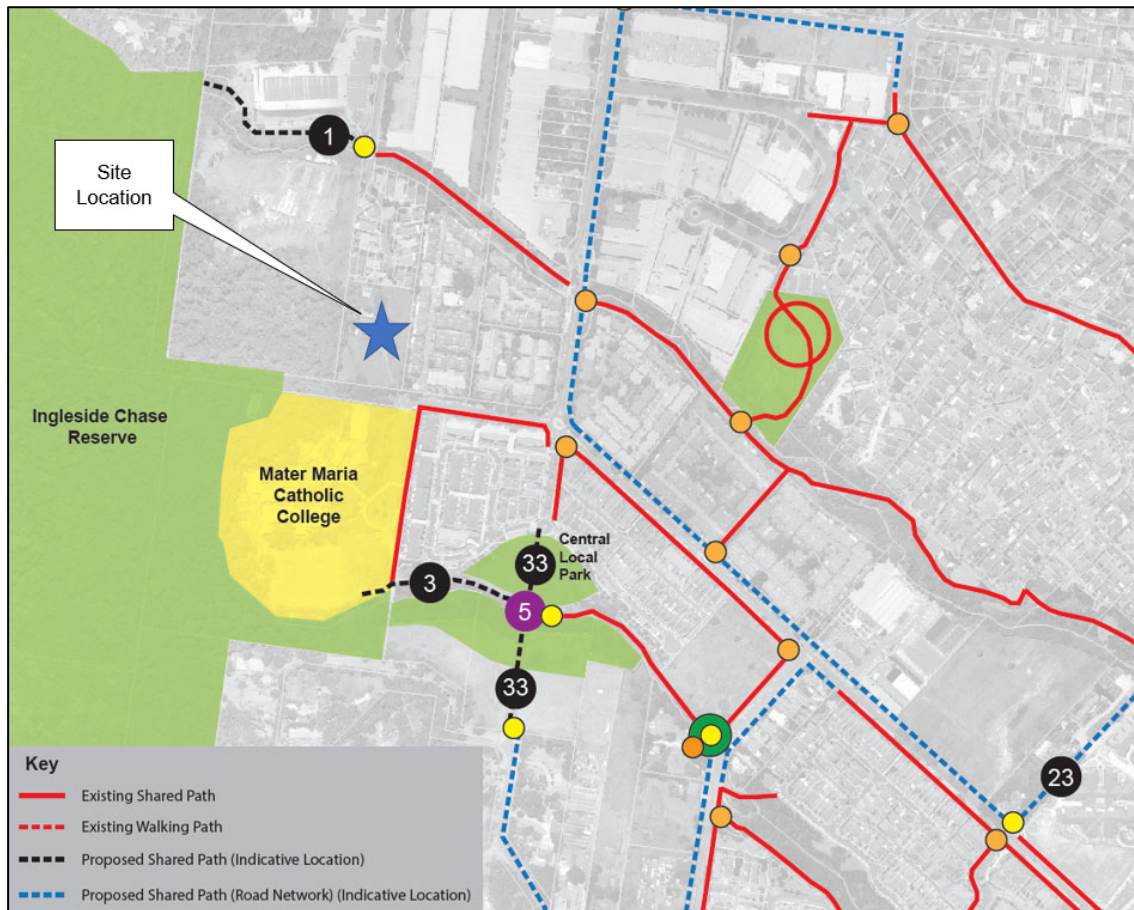 1
Site
Location
Ingleside Chase
Reserve
Mater Maria
Catholic
College
33
Central
Local
Park
3
5
33
23
Key
Existing Shared Path
Existing Walking Path
Proposed Shared Path (Indicative Location)
Proposed Shared Path (Road Network) (Indicative Location)